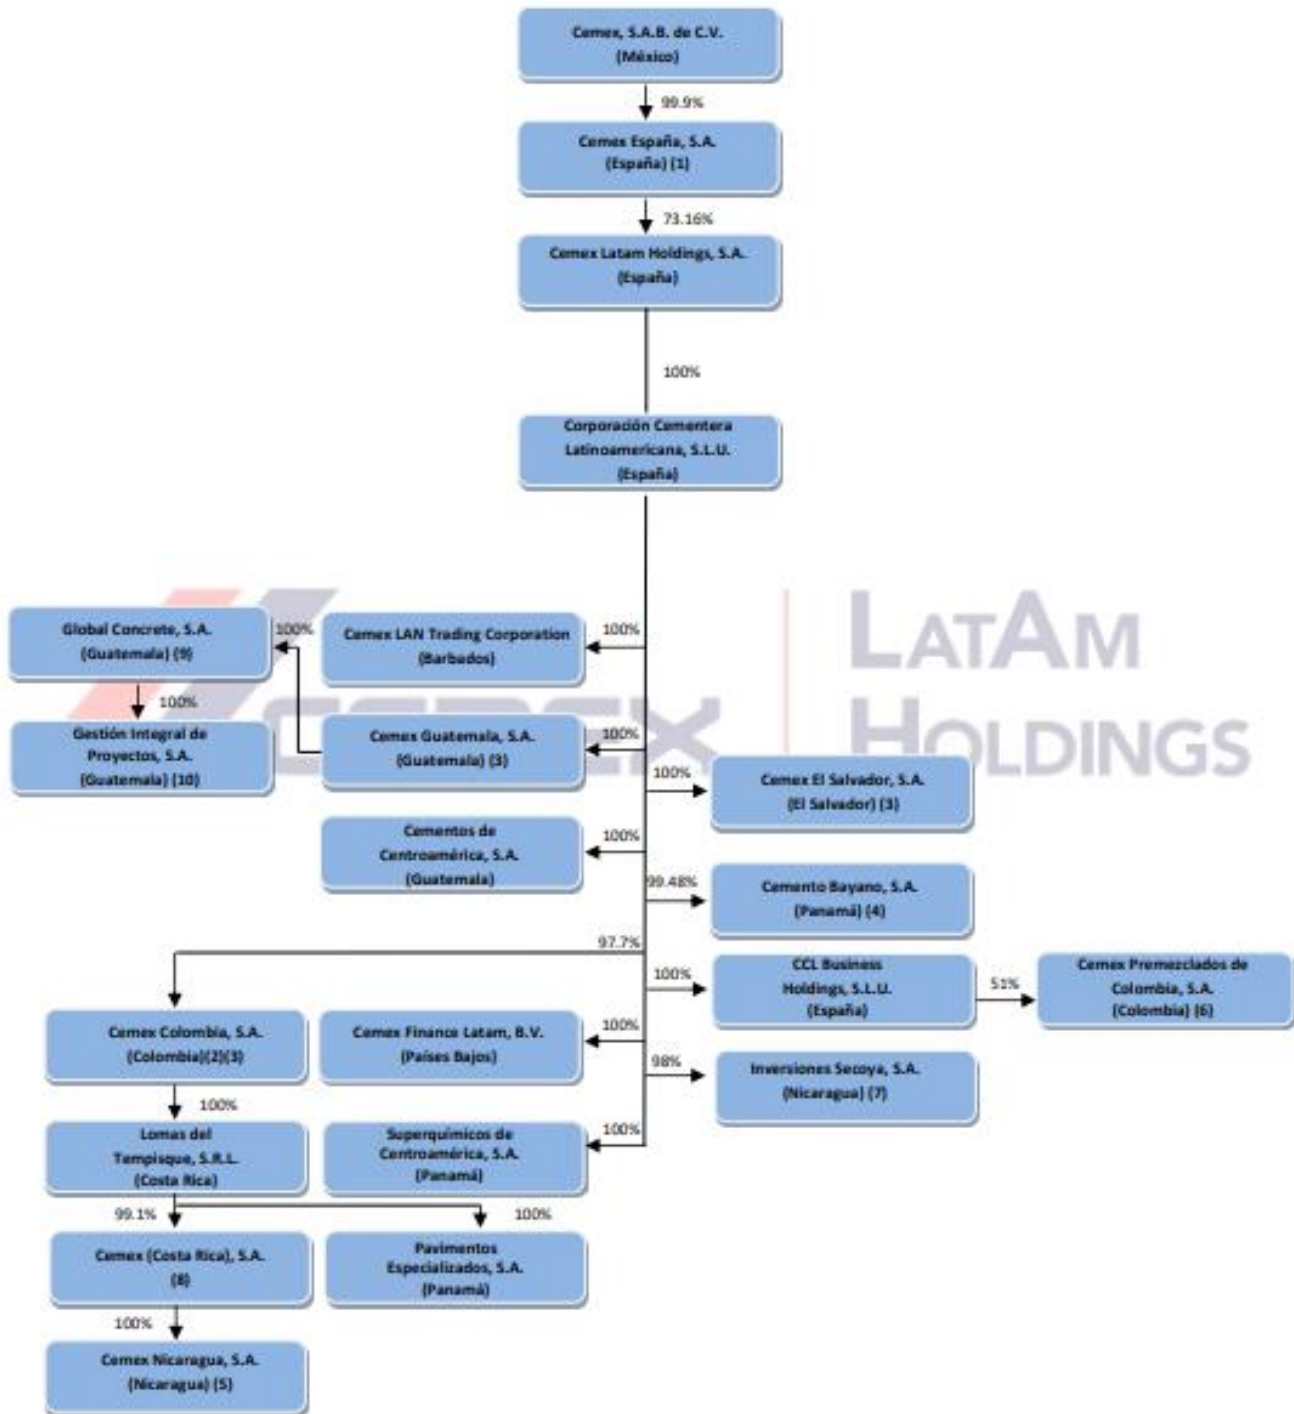 Cemex, S.A.B. de C.V.
(México)
99.9%
Cemex España, S.A.
(España) (1)
73.16%
Cemex Latam Holdings, S.A.
(España)
100%
Corporación Cementera
Latinoamericana, S.L.U.
(España)
Global Concrete, S.A.
(Guatemala) (9)
100%
Cemex LAN Trading Corporation
(Barbados)
100%
100%
Gestión Integral de
Proyectos, S.A.
(Guatemala) (10)
Cemex Guatemala, S.A.
(Guatemala) (3)
100%
CEMEX
LATAM
HOLDINGS
100%
Cemex El Salvador, S.A.
(El Salvador) (3)
Cementos de
Centroamérica, S.A.
(Guatemala)
100%
99.48%
Cemento Bayano, S.A.
(Panamá) (4)
97.7%
100%
CCL Business
Holdings, S.L.U.
(España)
51%
Cemex Premezclados de
Colombia, S.A.
(Colombia) (6)
Cemex Colombia, S.A.
(Colombia)(2)(3)
Cemex Finance Latam, B.V.
(Países Bajos)
100%
98%
Inversiones Secoya, S.A.
(Nicaragua) (7)
100%
Lomas del
Tempisque, S.R.L.
(Costa Rica)
Superquímicos de
Centroamérica, S.A.
(Panamá)
100%
99.1%
100%
Cemex (Costa Rica), S.A.
(8)
Pavimentos
Especializados, S.A.
(Panamá)
100%
Cemex Nicaragua, S.A.
(Nicaragua) (5)